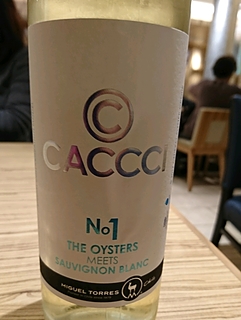 ©
CACCCI
No1
THE OYSTERS
MEETS
SAUVIGNON BLANC
MIGUEL TORRES